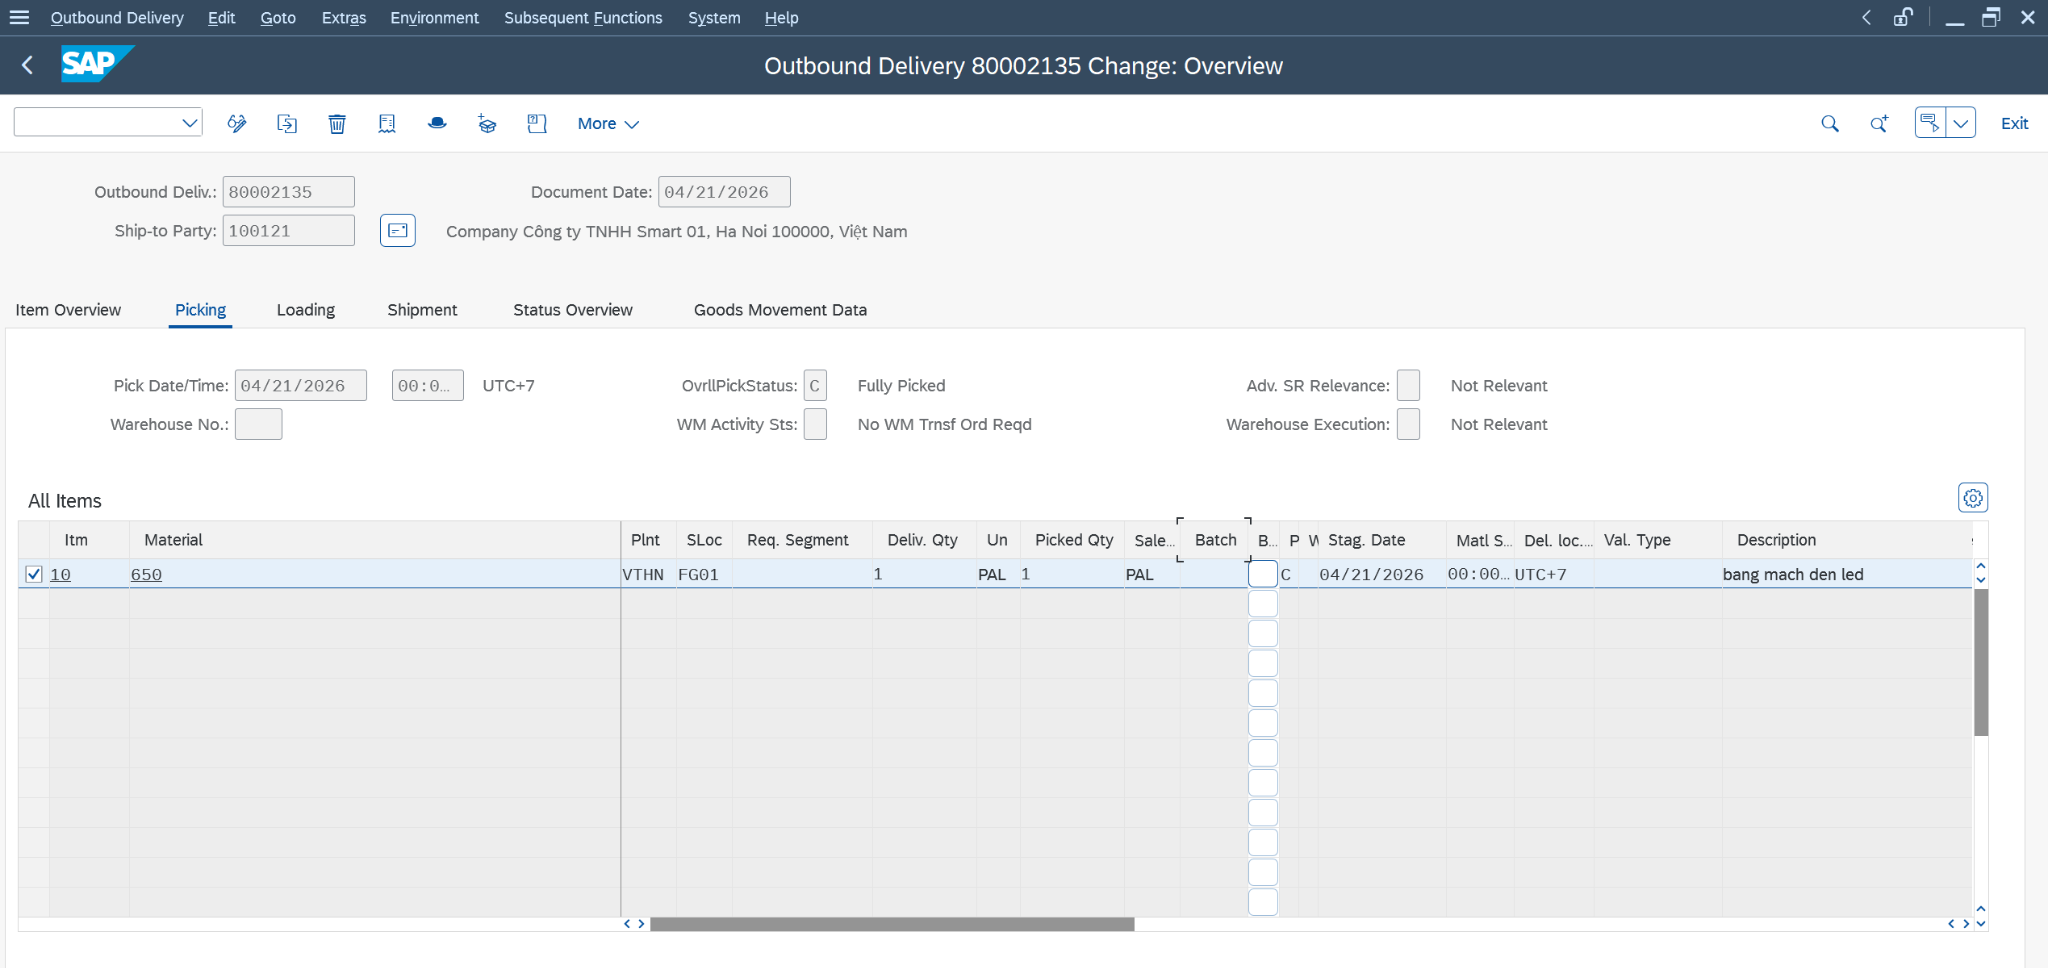 Outbound Delivery Edit Goto Extras Environment Subsequent Functions System Help
SAP Outbound Delivery 80002135 Change: Overview
More Exit
Outbound Deliv.: 80002135 Document Date: 04/21/2026
Ship-to Party: 100121 Company Công ty TNHH Smart 01, Ha Noi 100000, Việt Nam
Item Overview Picking Loading Shipment Status Overview Goods Movement Data
Pick Date/Time: 04/21/2026 00:0... UTC+7 OvrllPickStatus: C Fully Picked Adv. SR Relevance: Not Relevant
Warehouse No.: WM Activity Sts: No WM Trnsf Ord Reqd Warehouse Execution: Not Relevant
All Items
Itm Material Plnt SLoc Req. Segment Deliv. Qty Un Picked Qty Sale... Batch B... P W Stag. Date Matl S... Del. loc.... Val. Type Description
10 650 VTHN FG01 1 PAL 1 PAL C 04/21/2026 00:00... UTC+7 bang mach den led